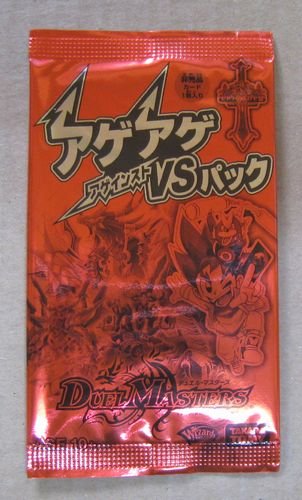 非売品
カード
1枚入り
アゲアゲ
アゲインスト VSパック
デュエル・マスターズ
DUEL MASTERS
Wizards
TAKARA